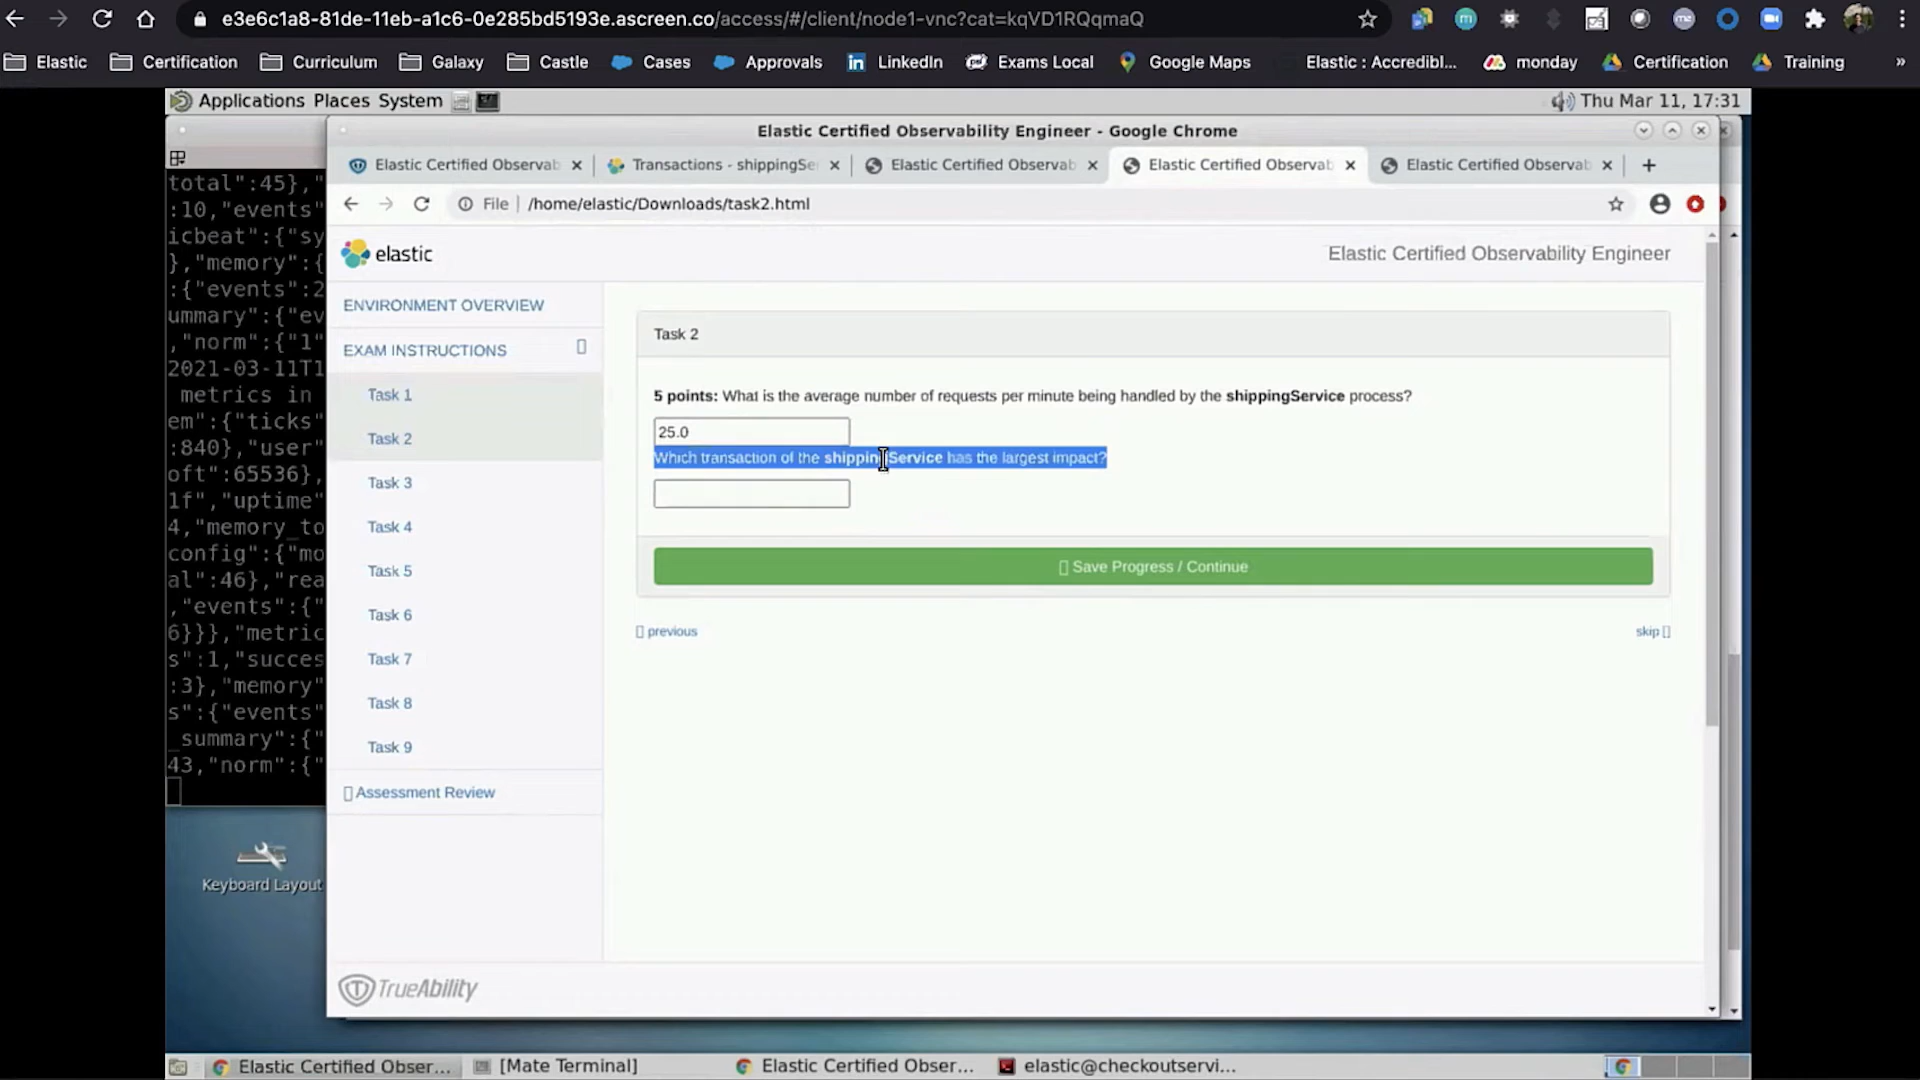 e3e6c1a8-81de-11eb-a1c6-0e285bd5193e.ascreen.co/access/#/client/node1-vnc?cat=kqVD1RQqmaQ
Elastic Certification Curriculum Galaxy Castle Cases Approvals LinkedIn Exams Local Google Maps Elastic : Accredibl... monday Certification Training »
Applications Places System Thu Mar 11, 17:31
Elastic Certified Observability Engineer - Google Chrome
Elastic Certified Observab Transactions - shippingSe Elastic Certified Observab Elastic Certified Observab Elastic Certified Observab
File /home/elastic/Downloads/task2.html
total":45},"
:10,"events"
icbeat":{"sy
},"memory":{
:{"events":2
ummary":{"ev
,"norm":{"1"
2021-03-11T1
metrics in
em":{"ticks"
:840},"user"
oft":65536},
1f","uptime"
4,"memory_to
config":{"mo
al":46},"rea
,"events":{"
6}}},"metric
s":1,"succes
:3},"memory"
s":{"events"
_summary":{"
43,"norm":{"
elastic
Elastic Certified Observability Engineer
ENVIRONMENT OVERVIEW
EXAM INSTRUCTIONS
Task 1
Task 2
Task 3
Task 4
Task 5
Task 6
Task 7
Task 8
Task 9
Assessment Review
Task 2
5 points: What is the average number of requests per minute being handled by the shippingService process?
25.0
Which transaction of the shippingService has the largest impact?
Save Progress / Continue
previous
skip
TrueAbility
Keyboard Layout
Elastic Certified Obser... [Mate Terminal] Elastic Certified Obser... elastic@checkoutservi...